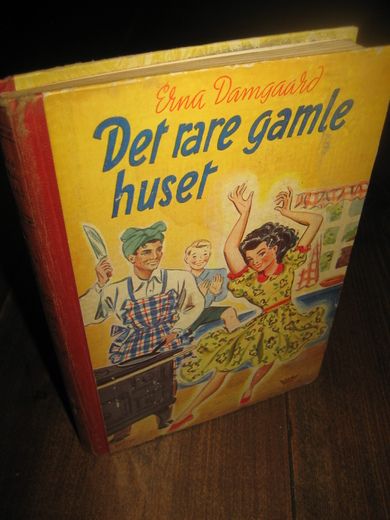 Erna Damgaard
Det rare gamle
huset